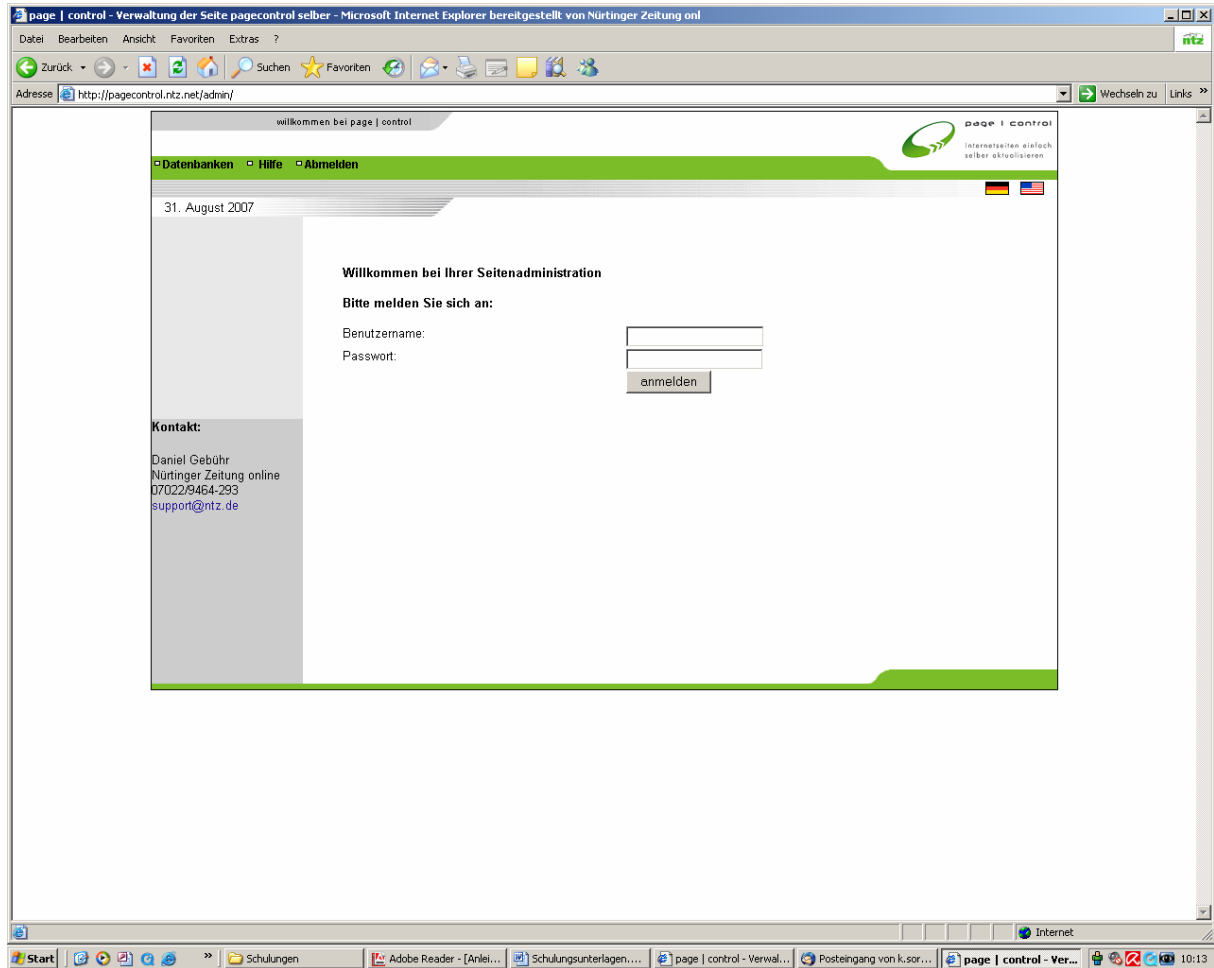 page | control - Verwaltung der Seite pagecontrol selber - Microsoft Internet Explorer bereitgestellt von Nürtinger Zeitung onl
Datei Bearbeiten Ansicht Favoriten Extras ?
ntz
Zurück Suchen Favoriten
Adresse http://pagecontrol.ntz.net/admin/ Wechseln zu Links »
willkommen bei page | control
page | control
internetseiten einfach
selber aktualisieren
Datenbanken Hilfe Abmelden
31. August 2007
Willkommen bei Ihrer Seitenadministration
Bitte melden Sie sich an:
Benutzername:
Passwort:
anmelden
Kontakt:
Daniel Gebühr
Nürtinger Zeitung online
07022/9464-293
support@ntz.de
Internet
Start » Schulungen Adobe Reader - [Anlei... Schulungsunterlagen.... page | control - Verwal... Posteingang von k.sor... page | control - Ver... 10:13